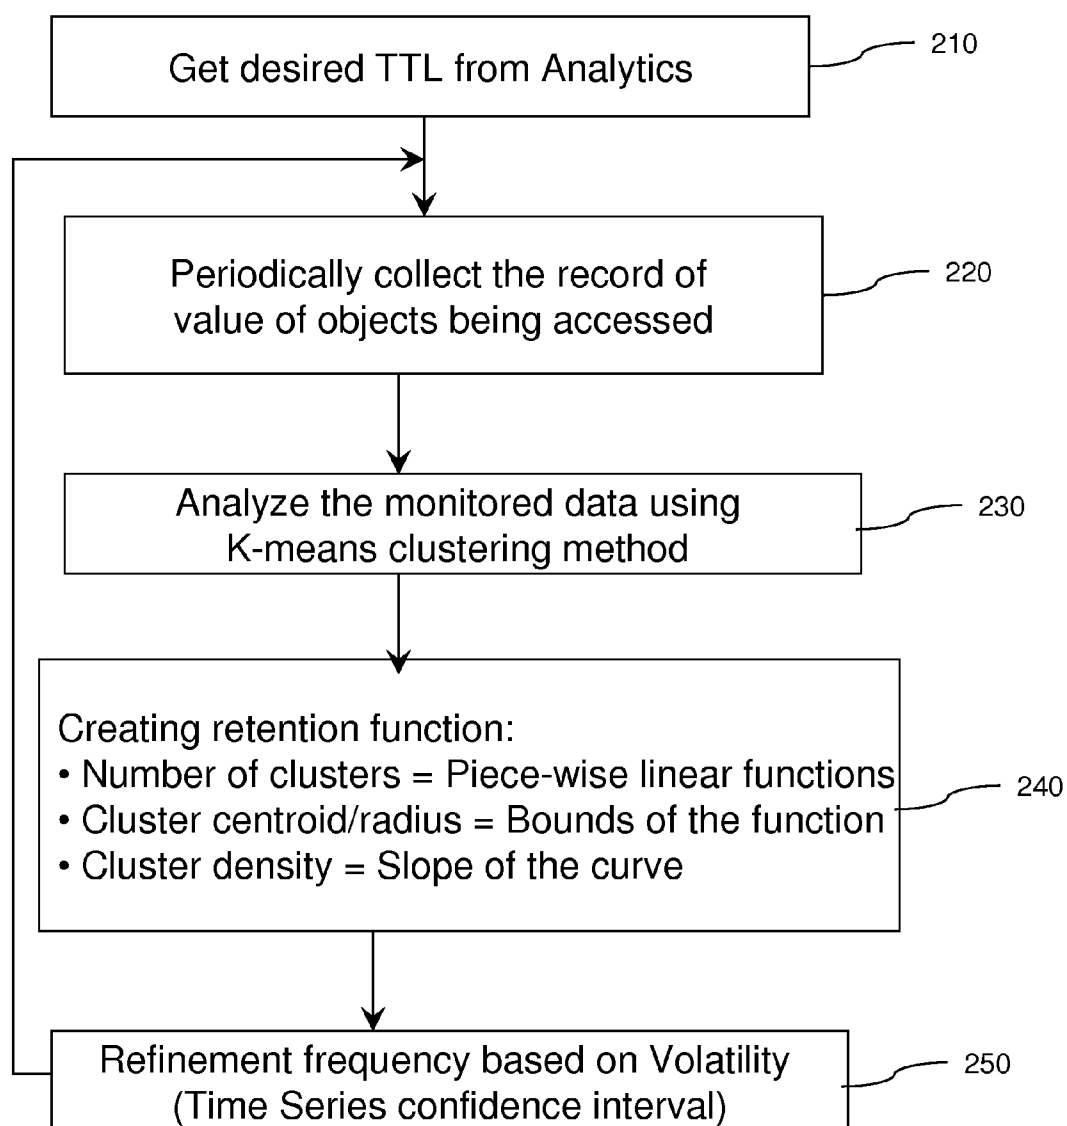 Get desired TTL from Analytics
210
Periodically collect the record of
value of objects being accessed
220
Analyze the monitored data using
K-means clustering method
230
Creating retention function:
• Number of clusters = Piece-wise linear functions
• Cluster centroid/radius = Bounds of the function
• Cluster density = Slope of the curve
240
Refinement frequency based on Volatility
(Time Series confidence interval)
250